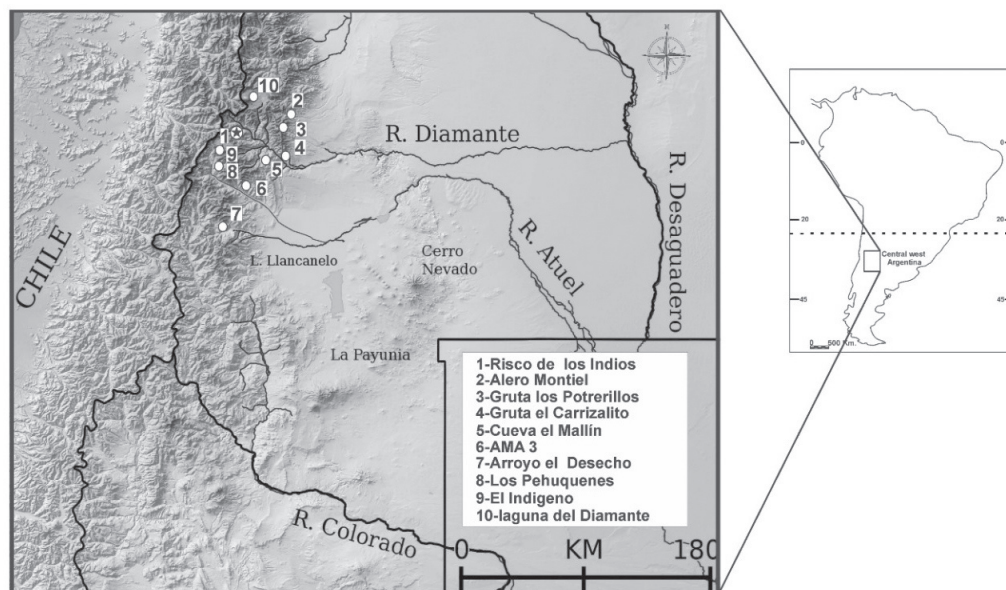 10
2
3
1
R. Diamante
9
4
8
5
6
7
CHILE
L. Llancanelo
Cerro
Nevado
R. Atuel
R. Desaguadero
La Payunia
R. Colorado
1-Risco de los Indios
2-Alero Montiel
3-Gruta los Potrerillos
4-Gruta el Carrizalito
5-Cueva el Mallín
6-AMA 3
7-Arroyo el Desecho
8-Los Pehuquenes
9-El Indigeno
10-laguna del Diamante
0 KM 180
0 0
20 20
Central west
Argentina
45 45
0 500 Km.